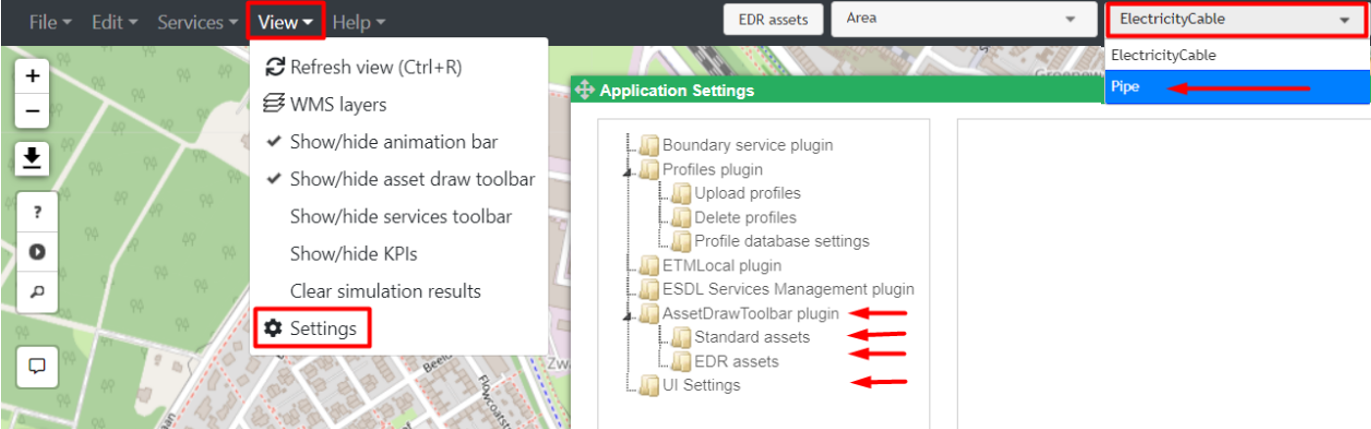 File Edit Services View Help EDR assets Area ElectricityCable
ElectricityCable
Pipe
Refresh view (Ctrl+R)
WMS layers
Show/hide animation bar
Show/hide asset draw toolbar
Show/hide services toolbar
Show/hide KPIs
Clear simulation results
Settings
+
−
?
Application Settings
Boundary service plugin
Profiles plugin
Upload profiles
Delete profiles
Profile database settings
ETMLocal plugin
ESDL Services Management plugin
AssetDrawToolbar plugin
Standard assets
EDR assets
UI Settings